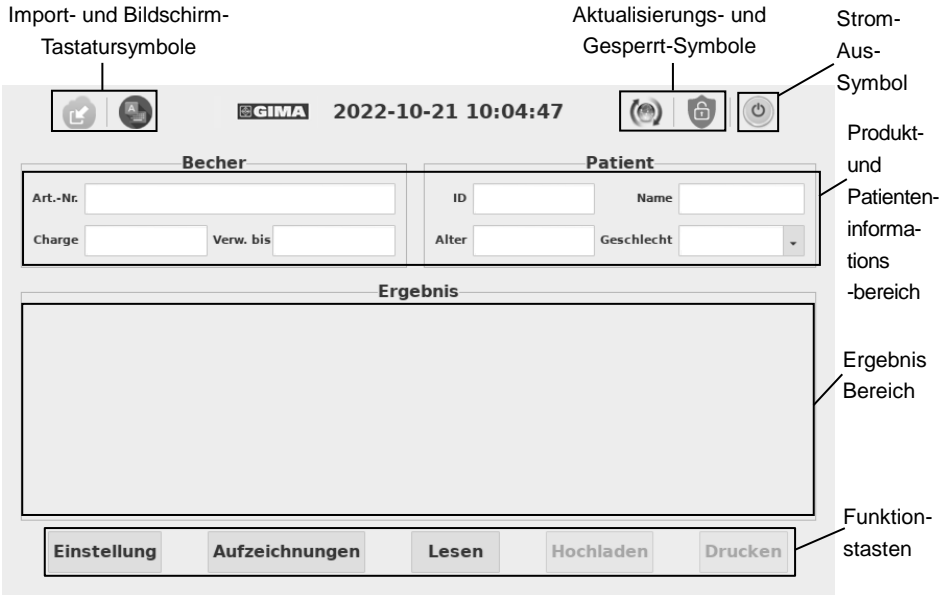 Import- und Bildschirm-
Tastatursymbole
Aktualisierungs- und
Gesperrt-Symbole
Strom-
Aus-
Symbol
GIMA 2022-10-21 10:04:47
Produkt-
und
Patienten-
informa-
tions
-bereich
Becher
Patient
Art.-Nr.
ID
Name
Charge
Verw. bis
Alter
Geschlecht
Ergebnis
Ergebnis
Bereich
Einstellung
Aufzeichnungen
Lesen
Hochladen
Drucken
Funktion-
stasten